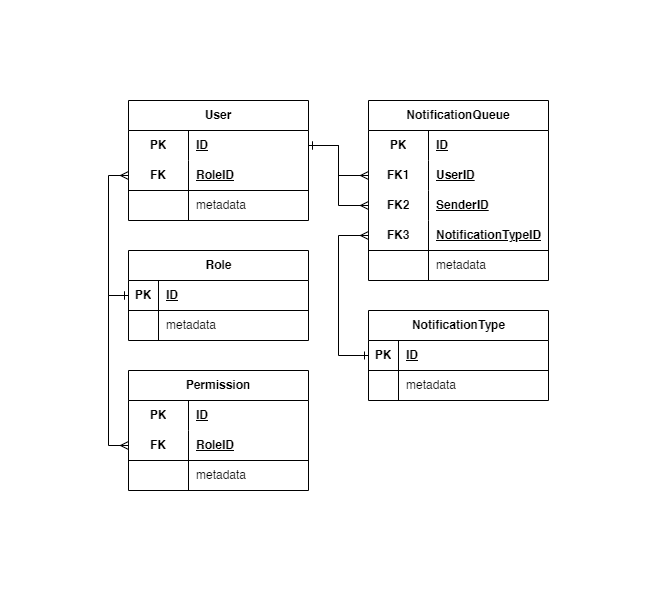 User
PK ID
FK RoleID
metadata
Role
PK ID
metadata
Permission
PK ID
FK RoleID
metadata
NotificationQueue
PK ID
FK1 UserID
FK2 SenderID
FK3 NotificationTypeID
metadata
NotificationType
PK ID
metadata